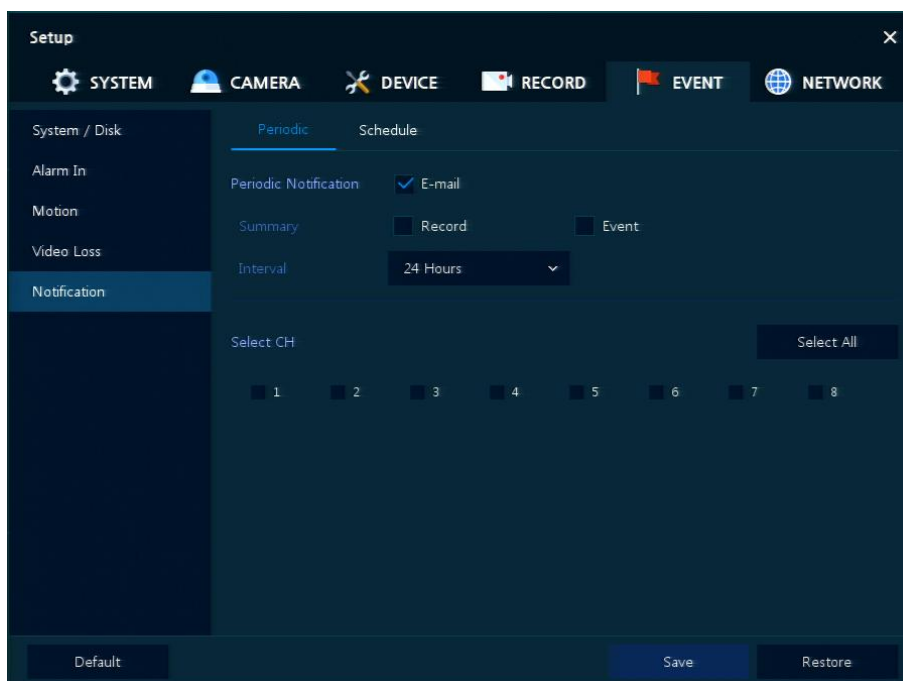 Setup
SYSTEM CAMERA DEVICE RECORD EVENT NETWORK
System / Disk
Alarm In
Motion
Video Loss
Notification
Periodic Schedule
Periodic Notification E-mail
Summary Record Event
Interval 24 Hours
Select CH Select All
1 2 3 4 5 6 7 8
Default Save Restore